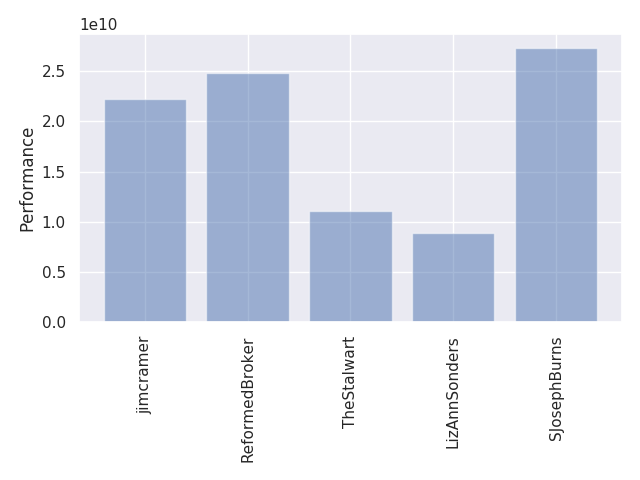 1e10
2.5
2.0
1.5
1.0
0.5
0.0
Performance
jimcramer
ReformedBroker
TheStalwart
LizAnnSonders
SJosephBurns